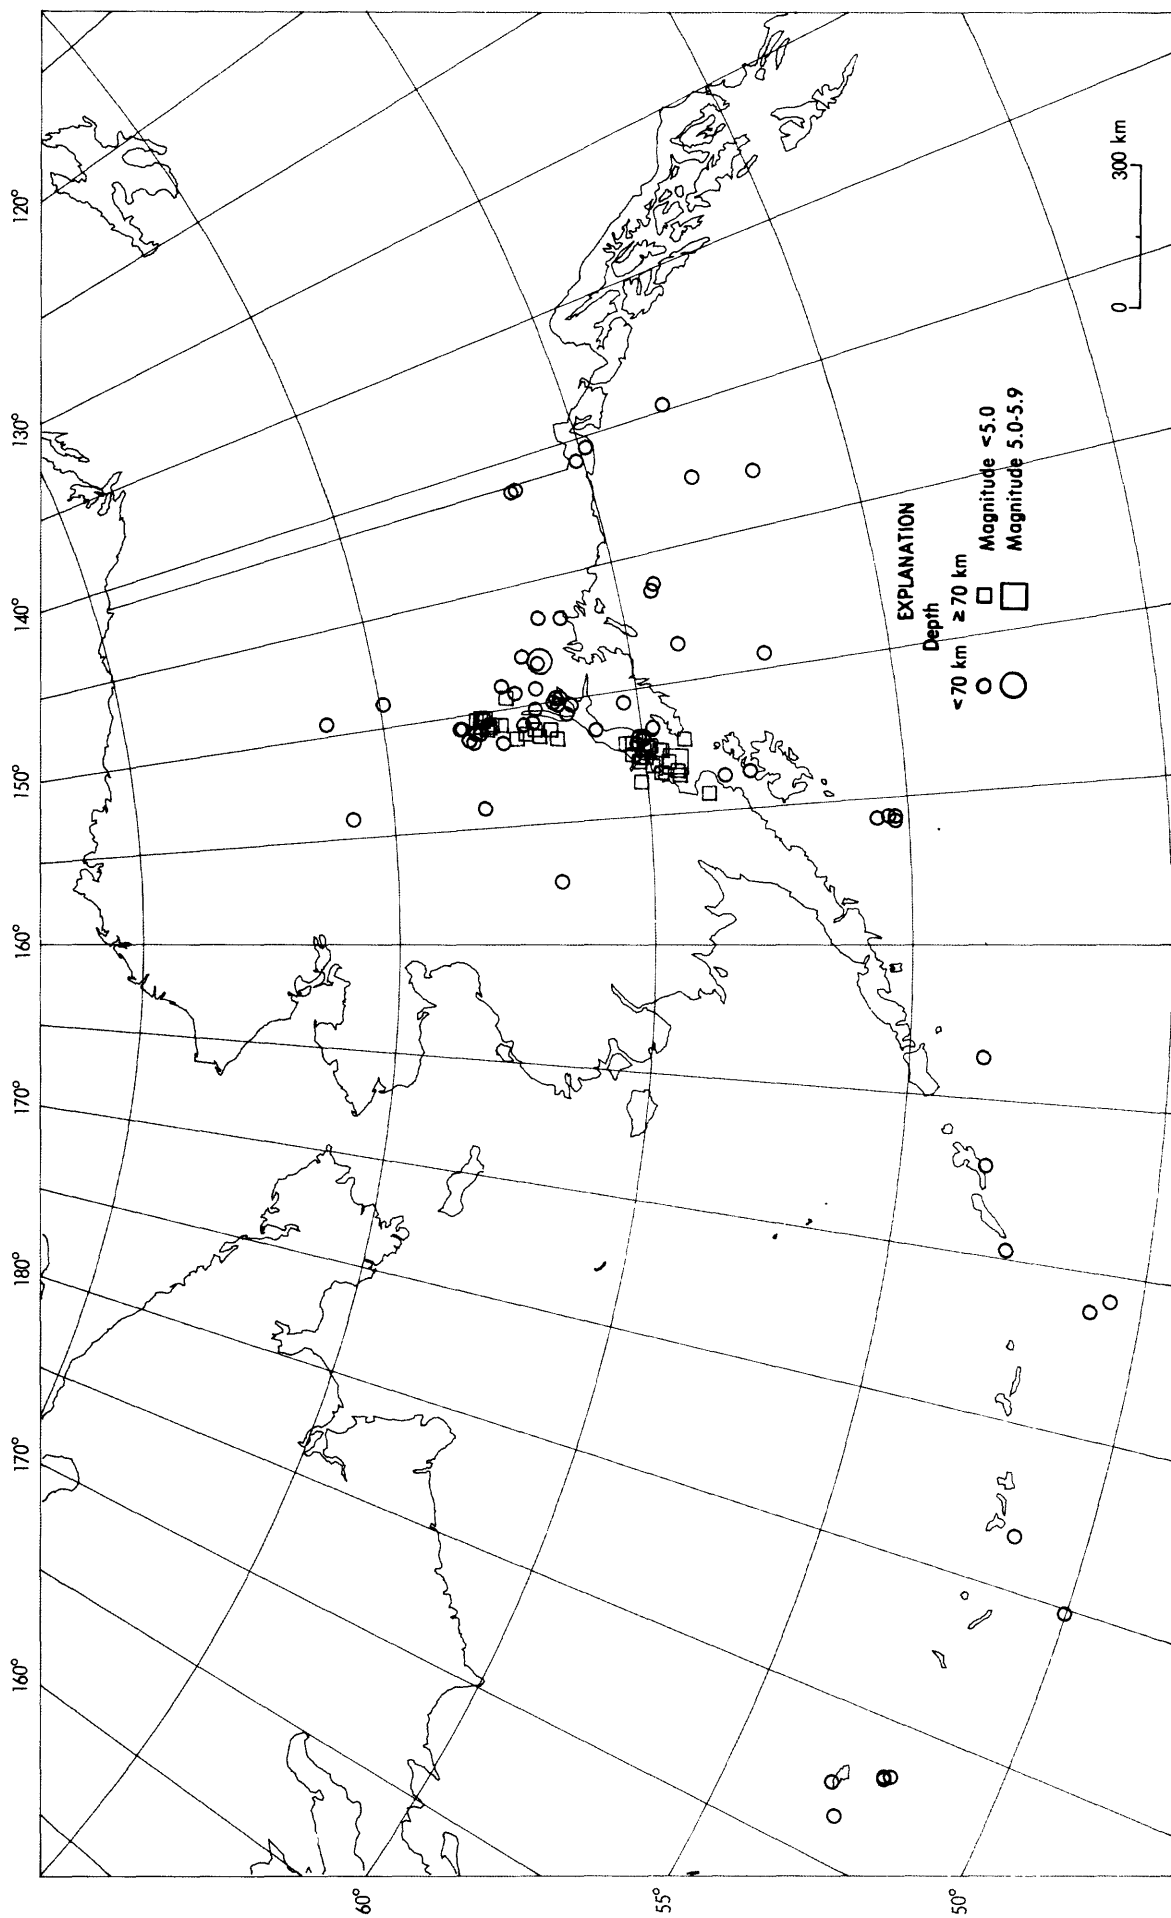 160° 170° 180° 170° 160° 150° 140° 130° 120°
60°
55°
50°
EXPLANATION
Depth
<70 km ≥70 km
Magnitude <5.0
Magnitude 5.0-5.9
0 300 km